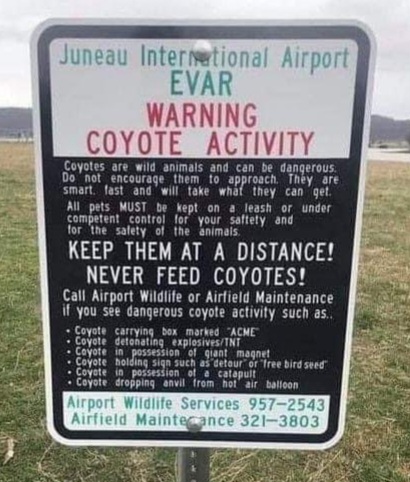 Juneau International Airport
EVAR
WARNING
COYOTE ACTIVITY
Coyotes are wild animals and can be dangerous.
Do not encourage them to approach. They are
smart, fast and will take what they can get.
All pets MUST be kept on a leash or under
competent control for your saftety and
for the safety of the animals.
KEEP THEM AT A DISTANCE!
NEVER FEED COYOTES!
Call Airport Wildlife or Airfield Maintenance
if you see dangerous coyote activity such as..
• Coyote carrying box marked "ACME"
• Coyote detonating explosives/TNT
• Coyote in possession of giant magnet
• Coyote holding sign such as"detour"or"free bird seed"
• Coyote in possession of a catapult
• Coyote dropping anvil from hot air balloon
Airport Wildlife Services 957-2543
Airfield Maintenance 321-3803